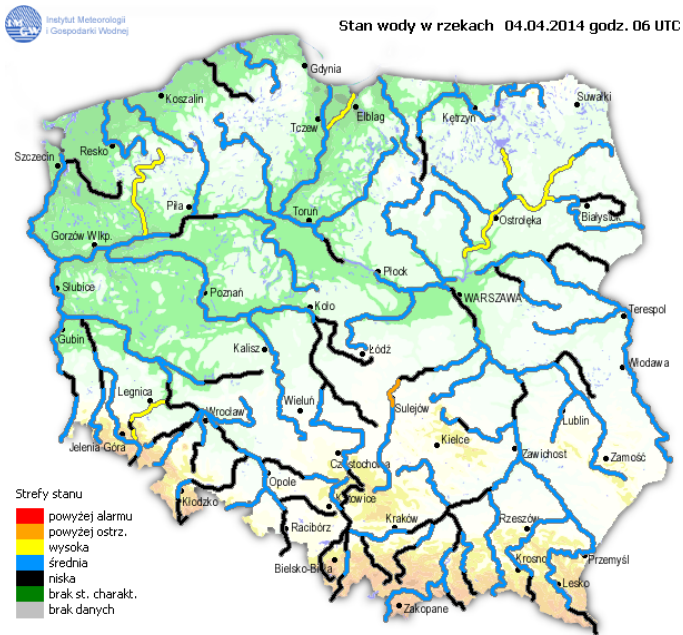 IMGW
Instytut Meteorologii
i Gospodarki Wodnej
Stan wody w rzekach 04.04.2014 godz. 06 UTC
Gdynia
Koszalin
Suwałki
Tczew
Elbląg
Kętrzyn
Resko
Szczecin
Piła
Toruń
Ostrołęka
Białystok
Gorzów Wlkp.
Płock
Słubice
Poznań
WARSZAWA
Koło
Terespol
Gubin
Kalisz
Łódź
Włodawa
Legnica
Wieluń
Sulejów
Wrocław
Lublin
Jelenia Góra
Kielce
Zawichost
Zamość
Częstochowa
Opole
Kłodzko
Katowice
Racibórz
Kraków
Rzeszów
Bielsko-Biała
Krosno
Przemyśl
Lesko
Zakopane
Strefy stanu
powyżej alarmu
powyżej ostrz.
wysoka
średnia
niska
brak st. charakt.
brak danych